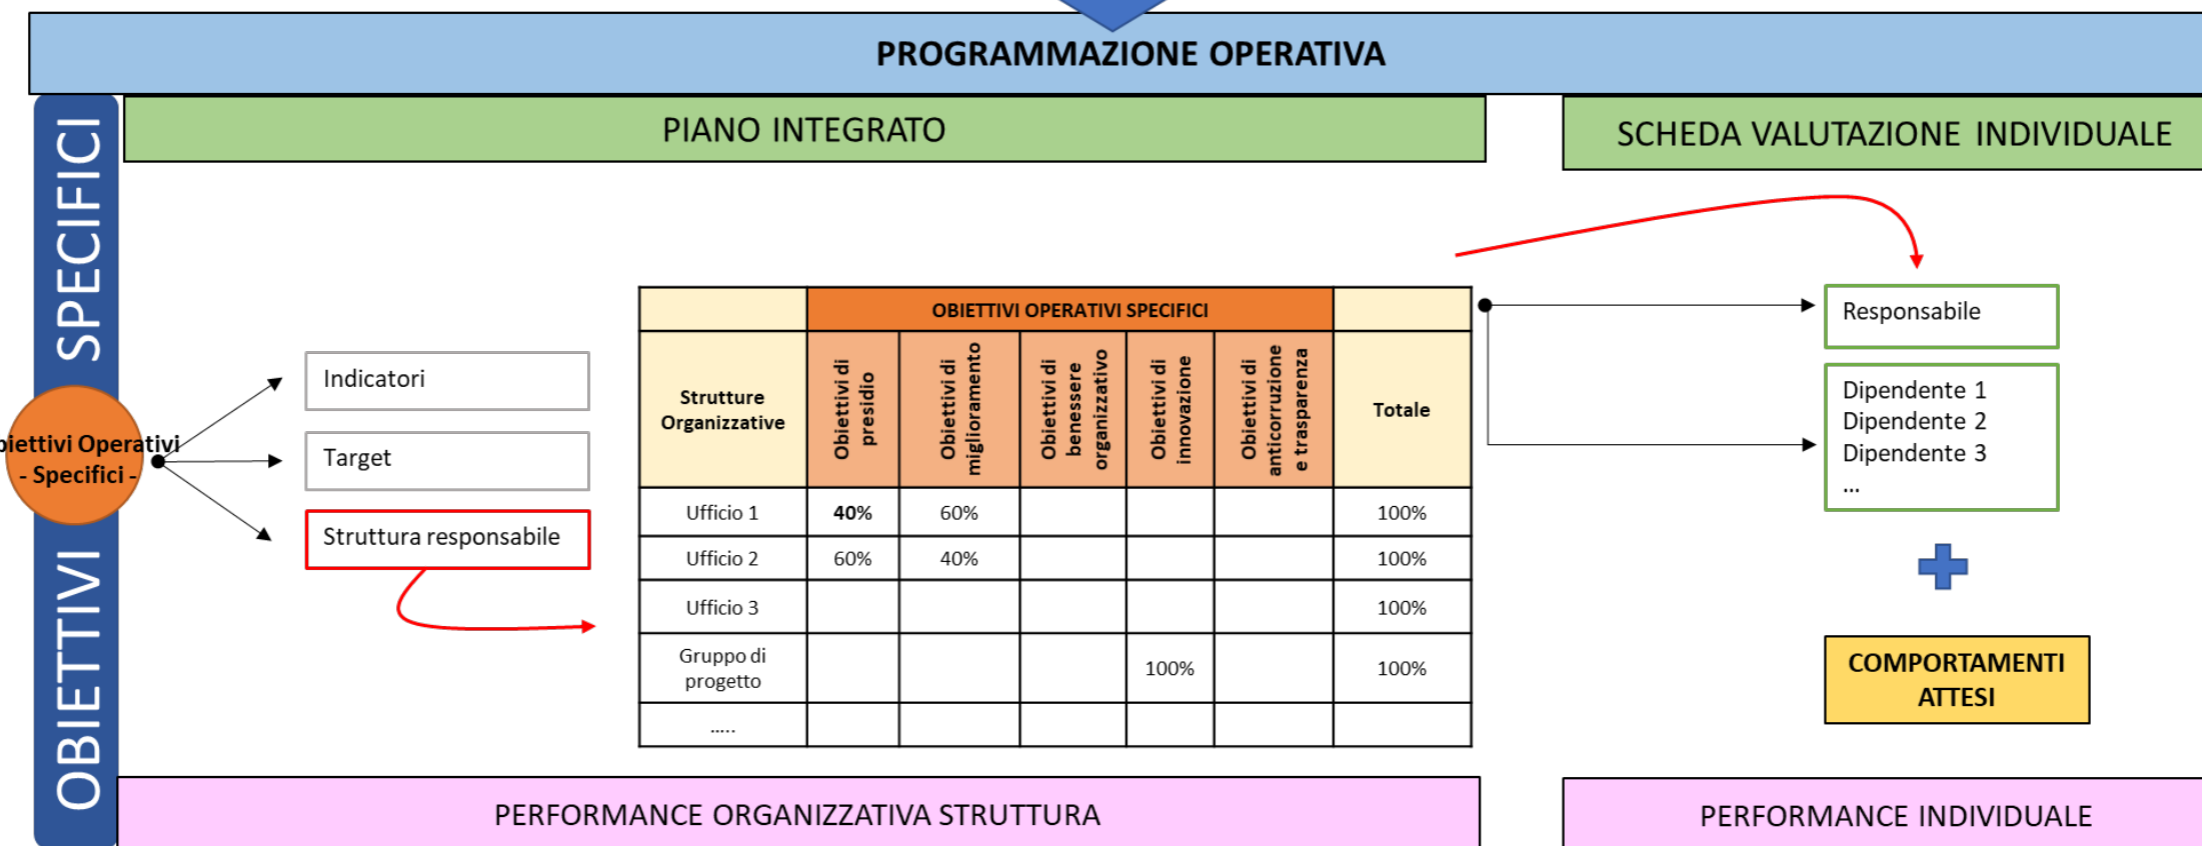 PROGRAMMAZIONE OPERATIVA
PIANO INTEGRATO
SCHEDA VALUTAZIONE INDIVIDUALE
OBIETTIVI SPECIFICI
biettivi Operativi
- Specifici -
Indicatori
Target
Struttura responsabile
OBIETTIVI OPERATIVI SPECIFICI
Strutture
Organizzative
Obiettivi di
presidio
Obiettivi di
miglioramento
Obiettivi di
benessere
organizzativo
Obiettivi di
innovazione
Obiettivi di
anticorruzione
e trasparenza
Totale
Ufficio 1 40% 60% 100%
Ufficio 2 60% 40% 100%
Ufficio 3 100%
Gruppo di
progetto 100% 100%
.....
Responsabile
Dipendente 1
Dipendente 2
Dipendente 3
...
COMPORTAMENTI
ATTESI
PERFORMANCE ORGANIZZATIVA STRUTTURA
PERFORMANCE INDIVIDUALE